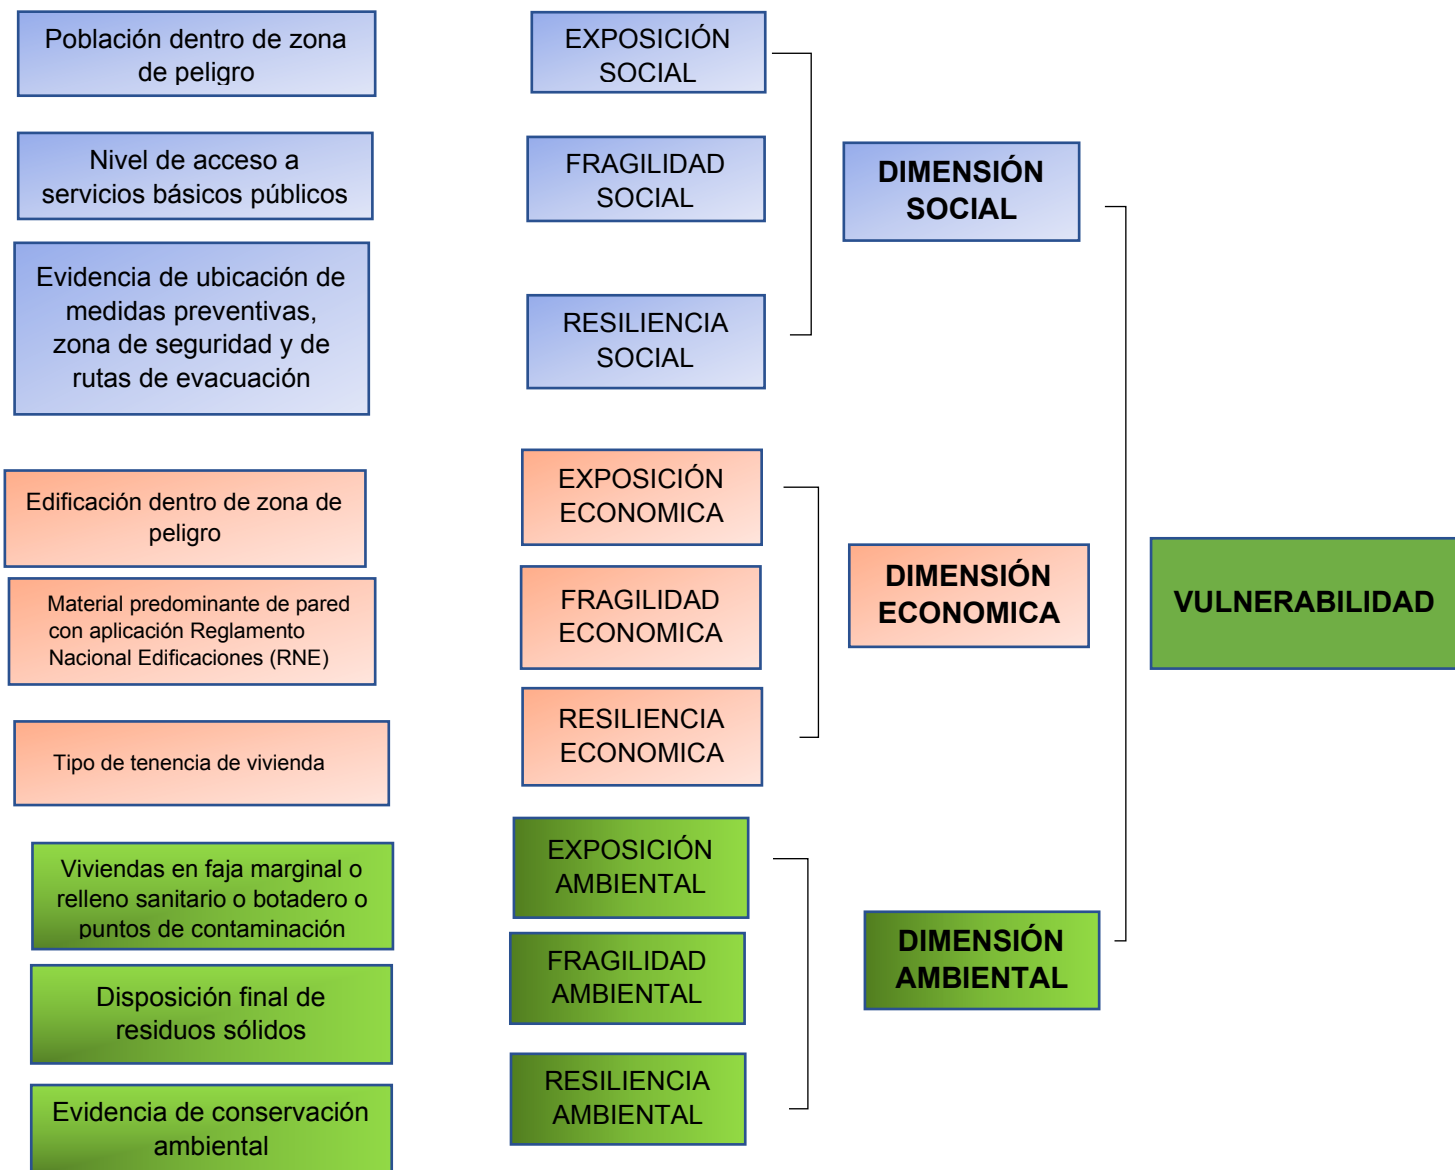 Población dentro de zona
de peligro
EXPOSICIÓN
SOCIAL
Nivel de acceso a
servicios básicos públicos
FRAGILIDAD
SOCIAL
DIMENSIÓN
SOCIAL
Evidencia de ubicación de
medidas preventivas,
zona de seguridad y de
rutas de evacuación
RESILIENCIA
SOCIAL
Edificación dentro de zona de
peligro
EXPOSICIÓN
ECONOMICA
Material predominante de pared
con aplicación Reglamento
Nacional Edificaciones (RNE)
FRAGILIDAD
ECONOMICA
DIMENSIÓN
ECONOMICA
VULNERABILIDAD
Tipo de tenencia de vivienda
RESILIENCIA
ECONOMICA
Viviendas en faja marginal o
relleno sanitario o botadero o
puntos de contaminación
EXPOSICIÓN
AMBIENTAL
Disposición final de
residuos sólidos
FRAGILIDAD
AMBIENTAL
DIMENSIÓN
AMBIENTAL
Evidencia de conservación
ambiental
RESILIENCIA
AMBIENTAL